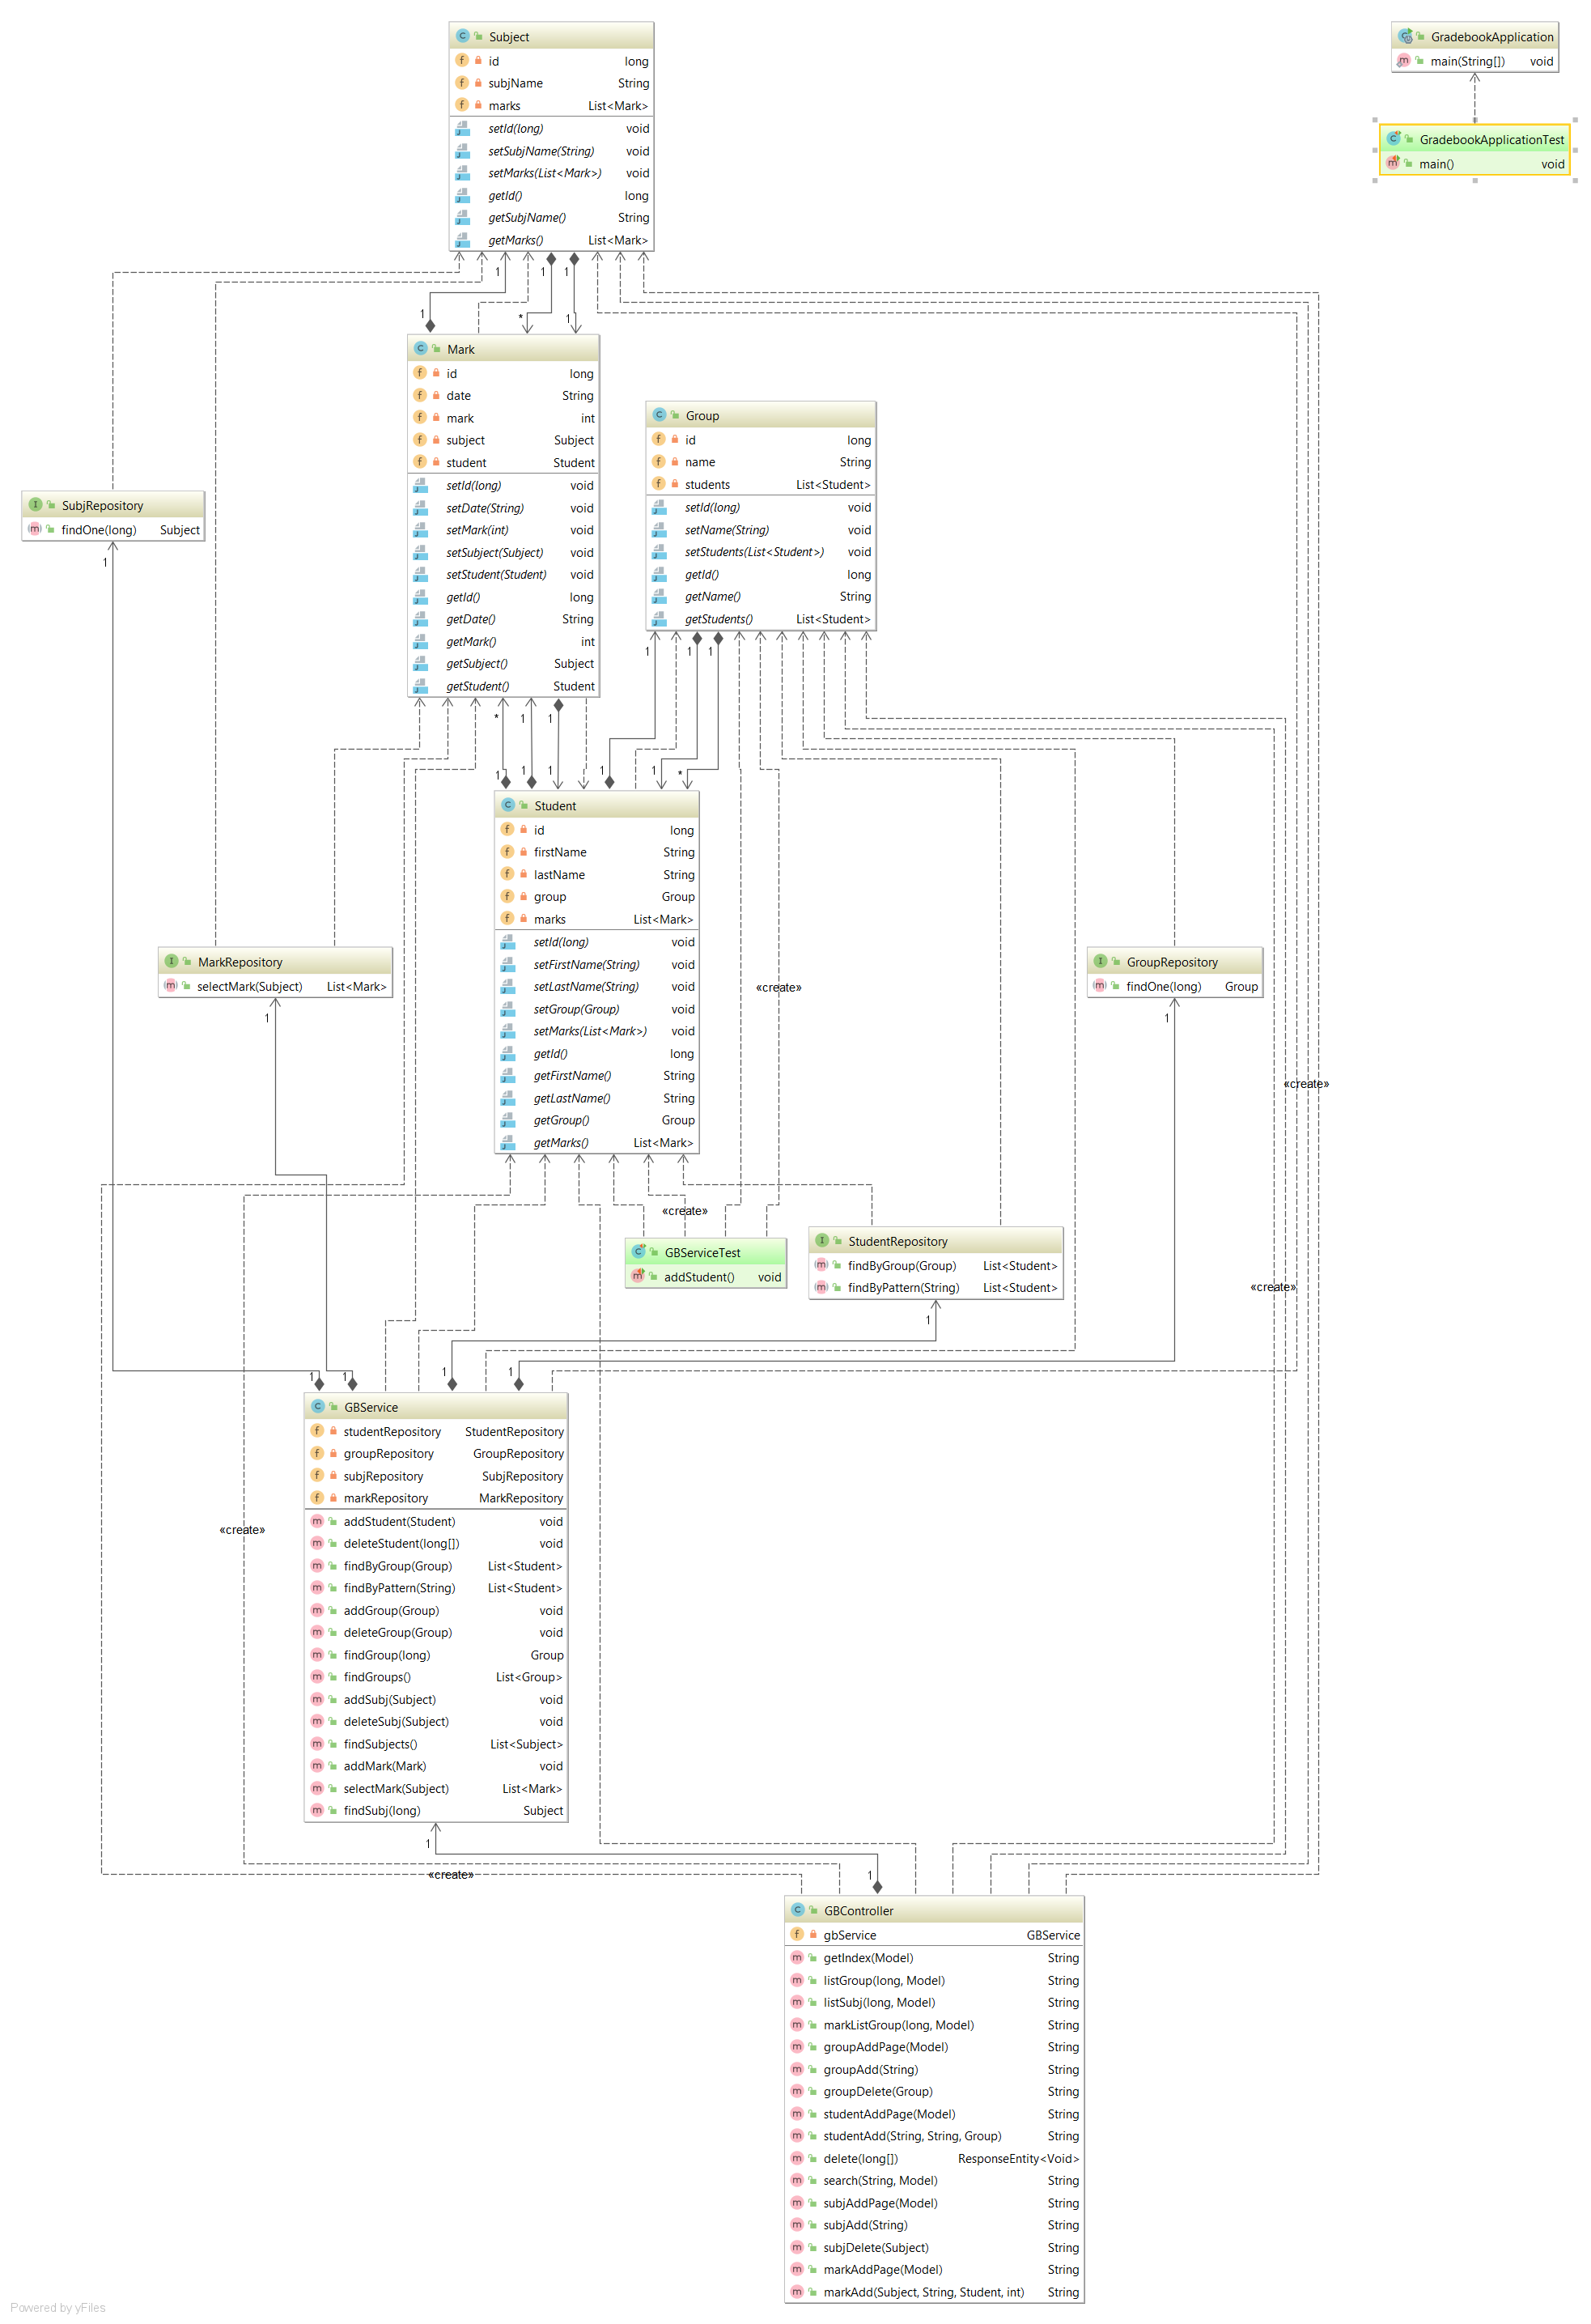 Subject
id long
subjName String
marks List<Mark>
setId(long) void
setSubjName(String) void
setMarks(List<Mark>) void
getId() long
getSubjName() String
getMarks() List<Mark>
GradebookApplication
main(String[]) void
GradebookApplicationTest
main() void
1 1 1
1 * 1
Mark
id long
date String
mark int
subject Subject
student Student
setId(long) void
setDate(String) void
setMark(int) void
setSubject(Subject) void
setStudent(Student) void
getId() long
getDate() String
getMark() int
getSubject() Subject
getStudent() Student
Group
id long
name String
students List<Student>
setId(long) void
setName(String) void
setStudents(List<Student>) void
getId() long
getName() String
getStudents() List<Student>
SubjRepository
findOne(long) Subject
1
1 1 1
* 1 1
1 1 1 1 1 *
Student
id long
firstName String
lastName String
group Group
marks List<Mark>
setId(long) void
setFirstName(String) void
setLastName(String) void
setGroup(Group) void
setMarks(List<Mark>) void
getId() long
getFirstName() String
getLastName() String
getGroup() Group
getMarks() List<Mark>
MarkRepository
selectMark(Subject) List<Mark>
1
«create»
GroupRepository
findOne(long) Group
1
«create»
«create»
GBServiceTest
addStudent() void
StudentRepository
findByGroup(Group) List<Student>
findByPattern(String) List<Student>
1
«create»
1 1 1 1
GBService
studentRepository StudentRepository
groupRepository GroupRepository
subjRepository SubjRepository
markRepository MarkRepository
addStudent(Student) void
deleteStudent(long[]) void
findByGroup(Group) List<Student>
findByPattern(String) List<Student>
addGroup(Group) void
deleteGroup(Group) void
findGroup(long) Group
findGroups() List<Group>
addSubj(Subject) void
deleteSubj(Subject) void
findSubjects() List<Subject>
addMark(Mark) void
selectMark(Subject) List<Mark>
findSubj(long) Subject
«create»
1
1
«create»
GBController
gbService GBService
getIndex(Model) String
listGroup(long, Model) String
listSubj(long, Model) String
markListGroup(long, Model) String
groupAddPage(Model) String
groupAdd(String) String
groupDelete(Group) String
studentAddPage(Model) String
studentAdd(String, String, Group) String
delete(long[]) ResponseEntity<Void>
search(String, Model) String
subjAddPage(Model) String
subjAdd(String) String
subjDelete(Subject) String
markAddPage(Model) String
markAdd(Subject, String, Student, int) String
Powered by yFiles